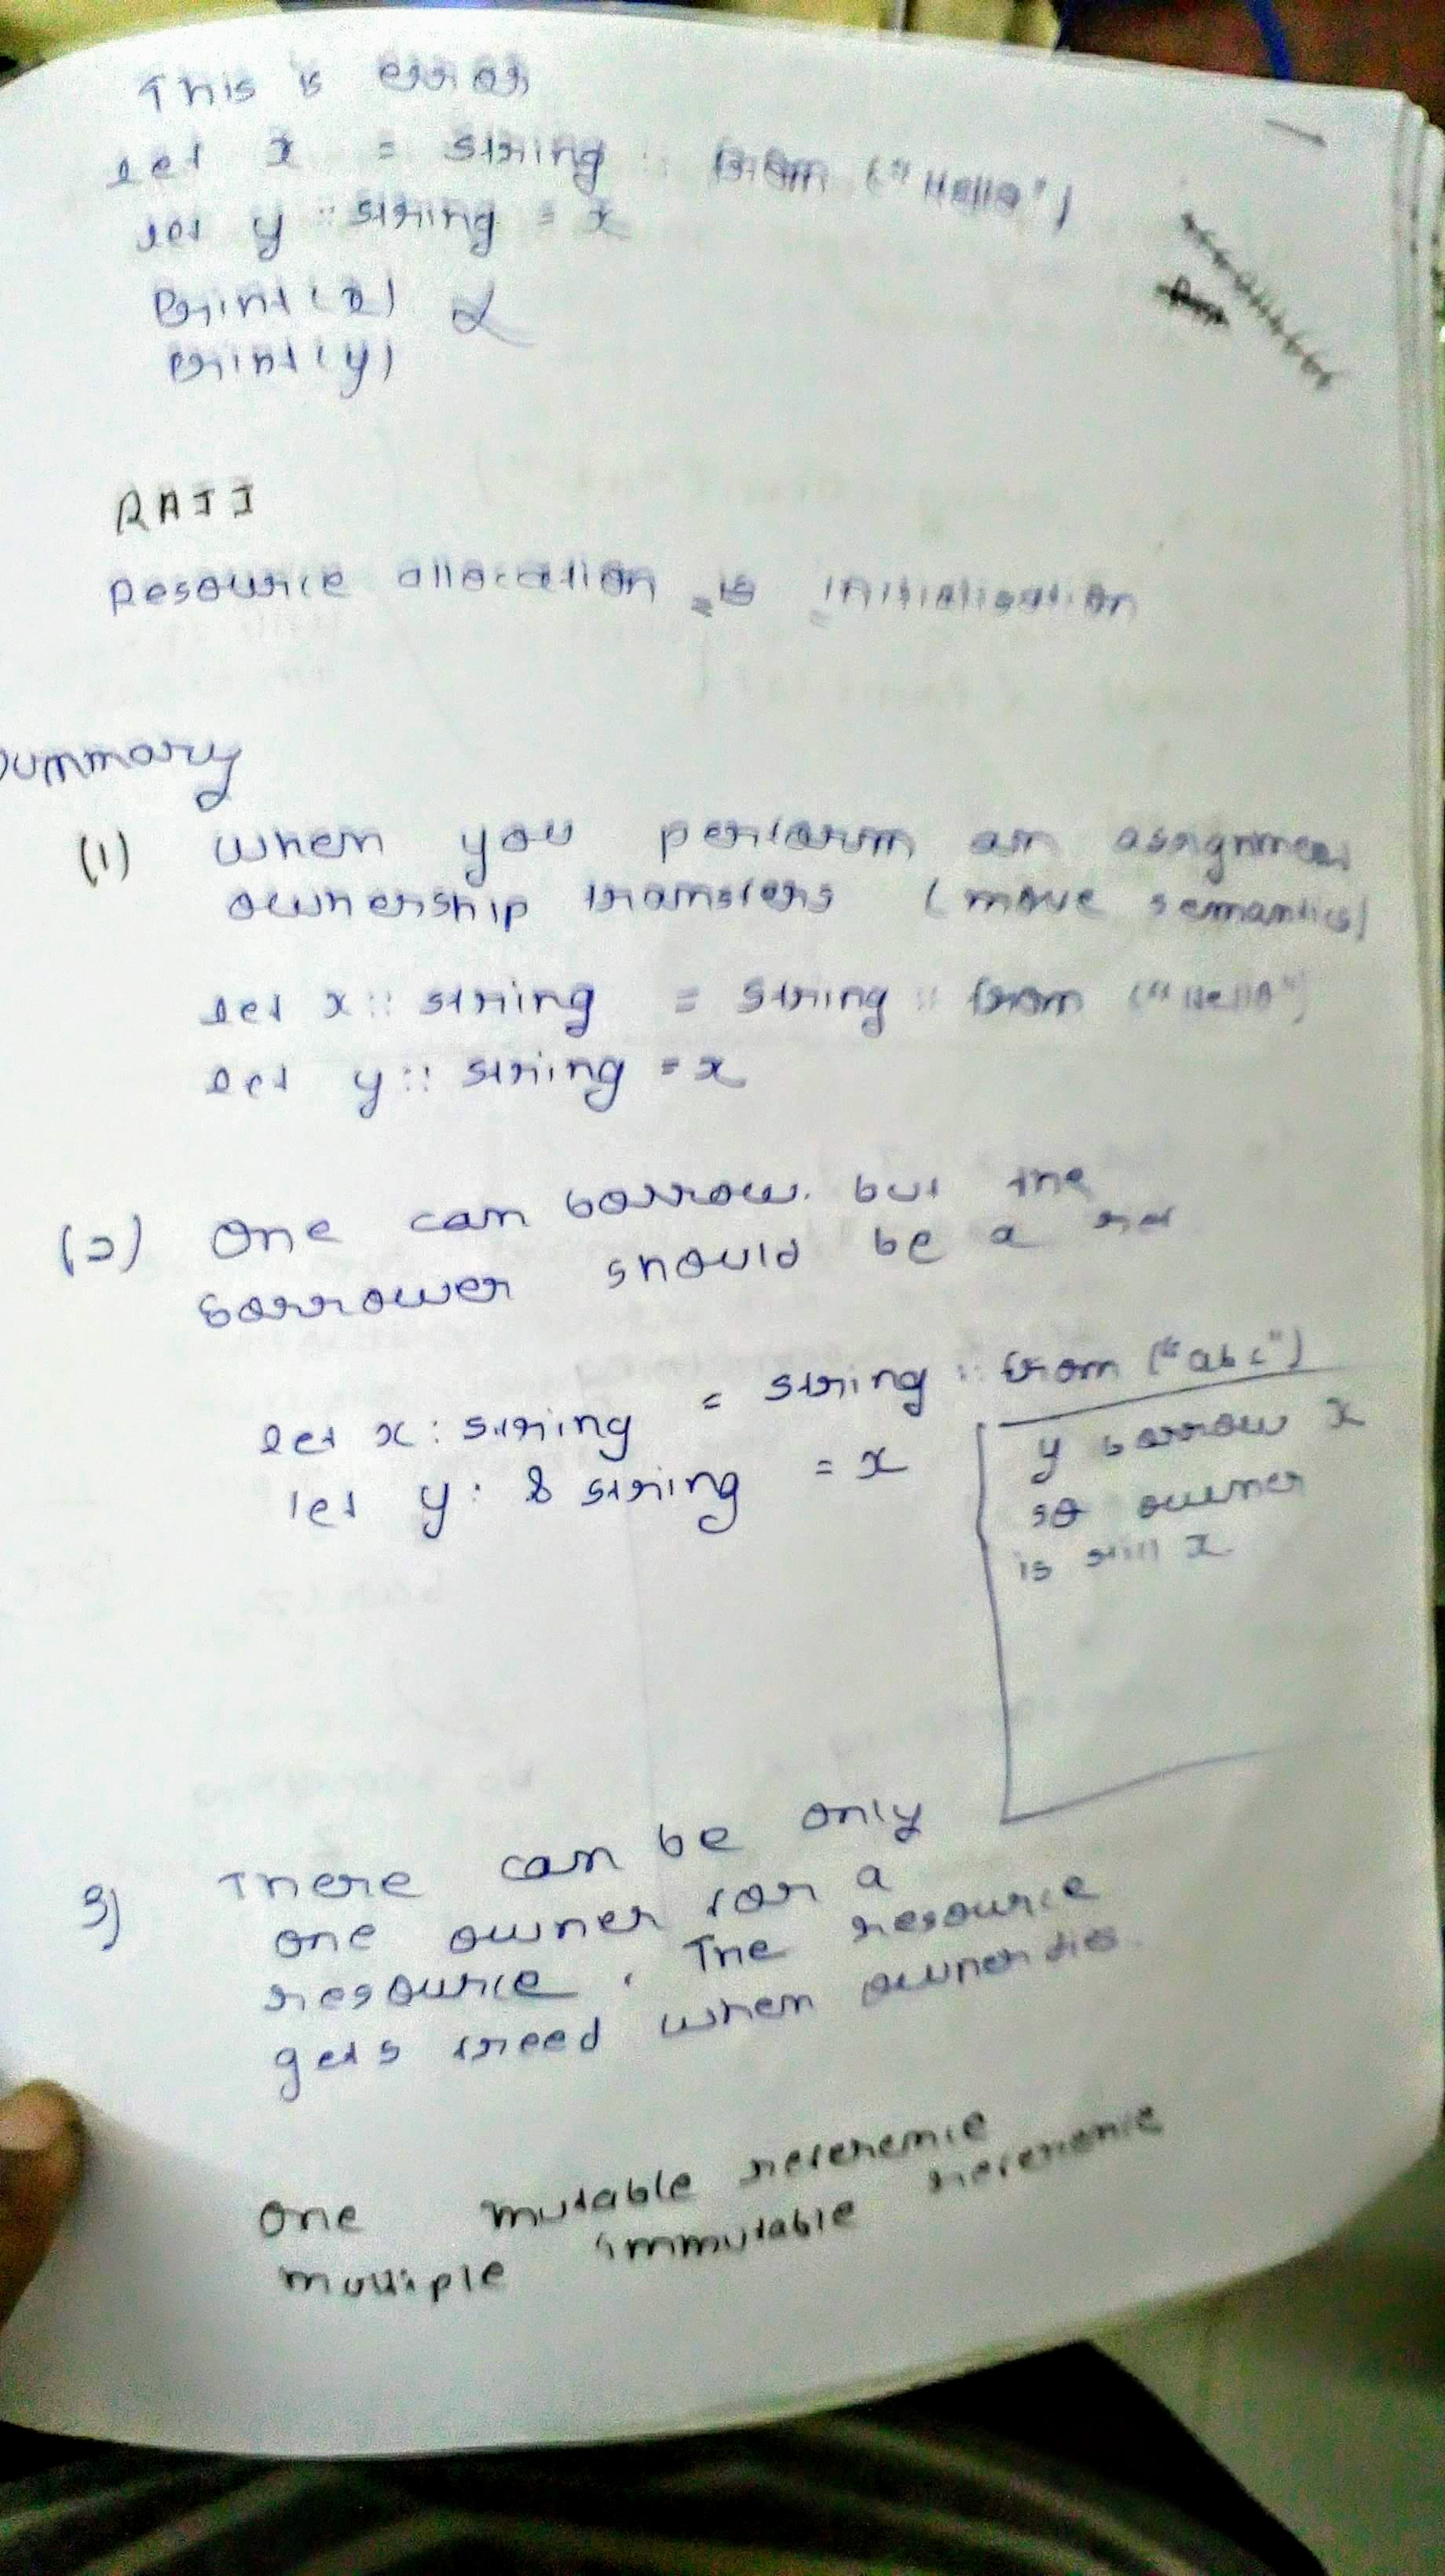 This is error
let x = string :: from ("Hello")
let y :: string = x
Print(x)
Print(y)
RAII
Resource allocation is initialisation
Summary
(1) when you perform an assignment
ownership transfers (move semantics)
let x :: string = string :: from ("Hello")
let y :: string = x
(2) One can borrow. but the
borrower should be a ref
let x : string = string :: from ("abc")
let y : & string = x
y borrow x
so owner
is still x
3) There can be only
one owner for a
resource. The resource
gets freed when owner dies.
One mutable reference
multiple immutable reference